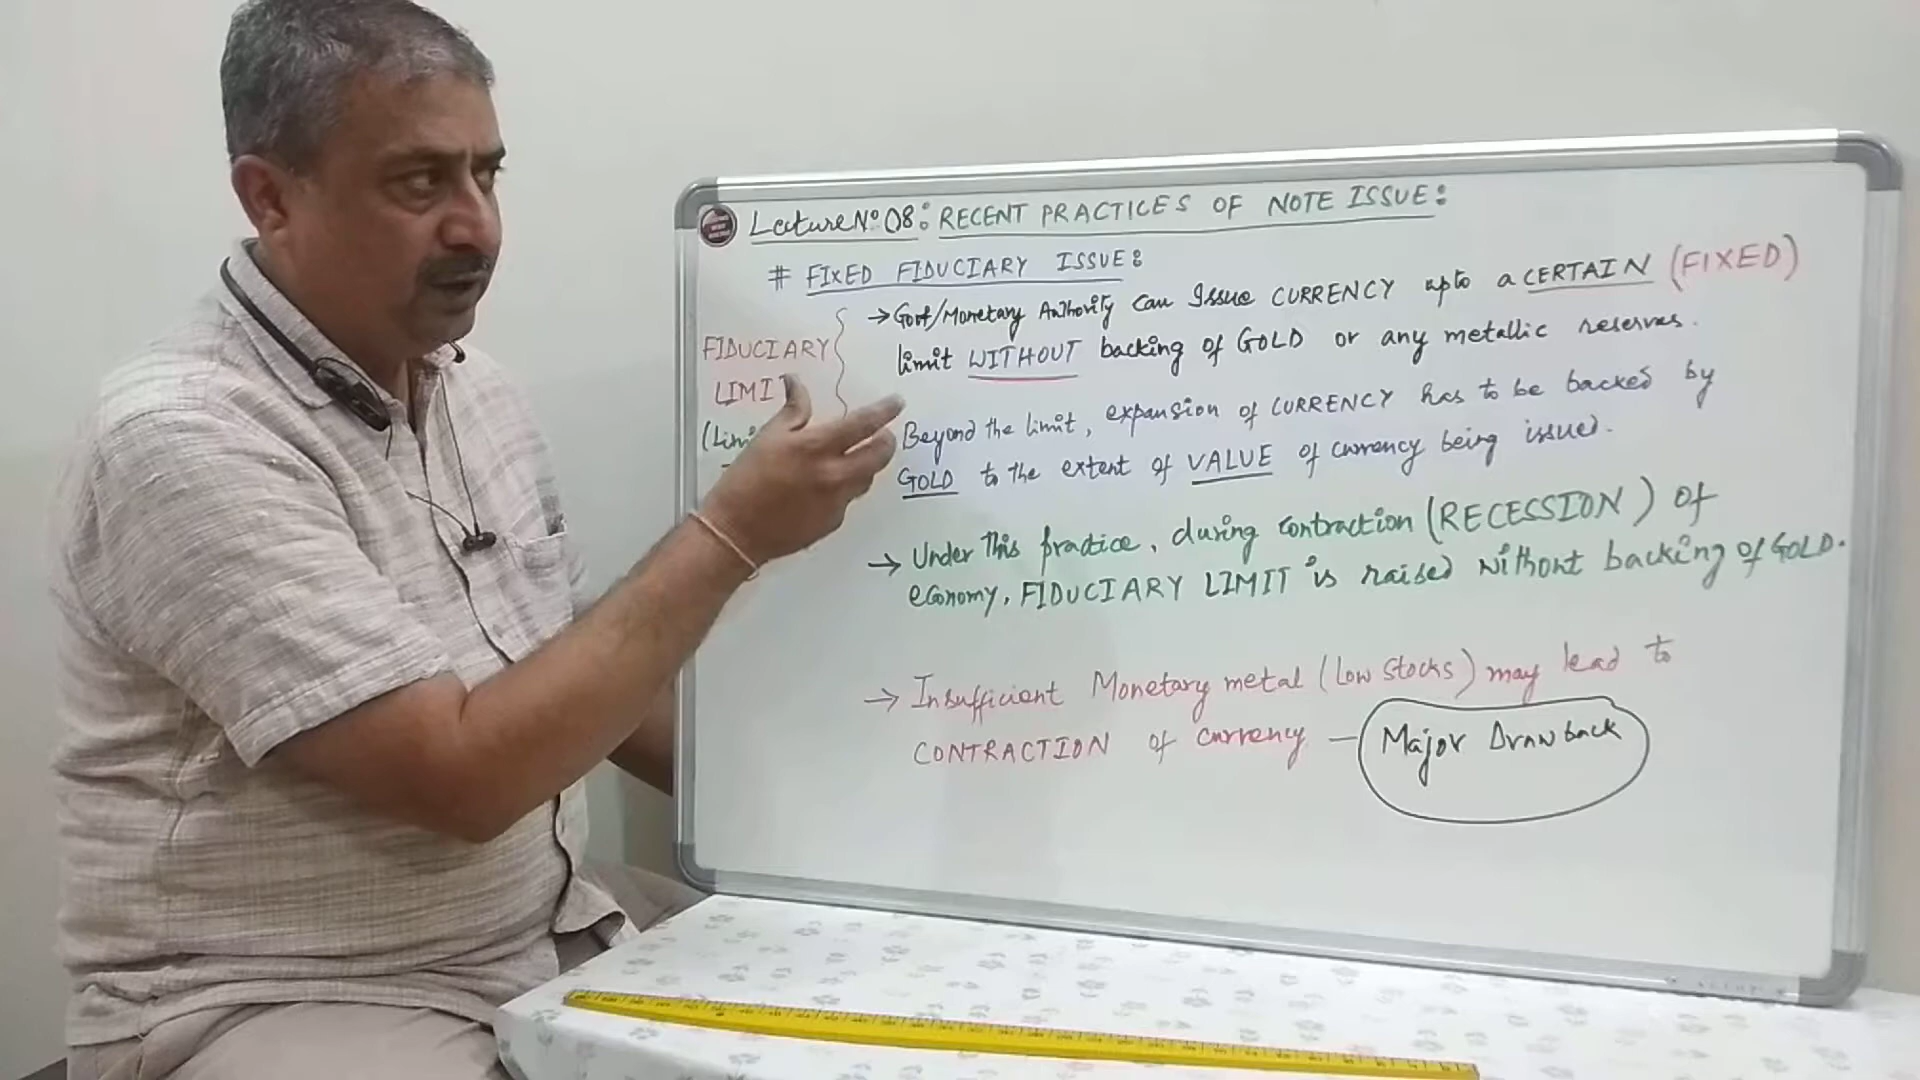 Lecture No. 08: RECENT PRACTICES OF NOTE ISSUE:
# FIXED FIDUCIARY ISSUE:
→ Govt/Monetary Authority can Issue CURRENCY upto a CERTAIN (FIXED)
limit WITHOUT backing of GOLD or any metallic reserves.
FIDUCIARY
LIMIT
Beyond the limit, expansion of CURRENCY has to be backed by
GOLD to the extent of VALUE of currency being issued.
→ Under This practice, during contraction (RECESSION) of
economy, FIDUCIARY LIMIT is raised without backing of GOLD.
→ Insufficient Monetary metal (Low Stocks) may lead to
CONTRACTION of currency – Major Drawback